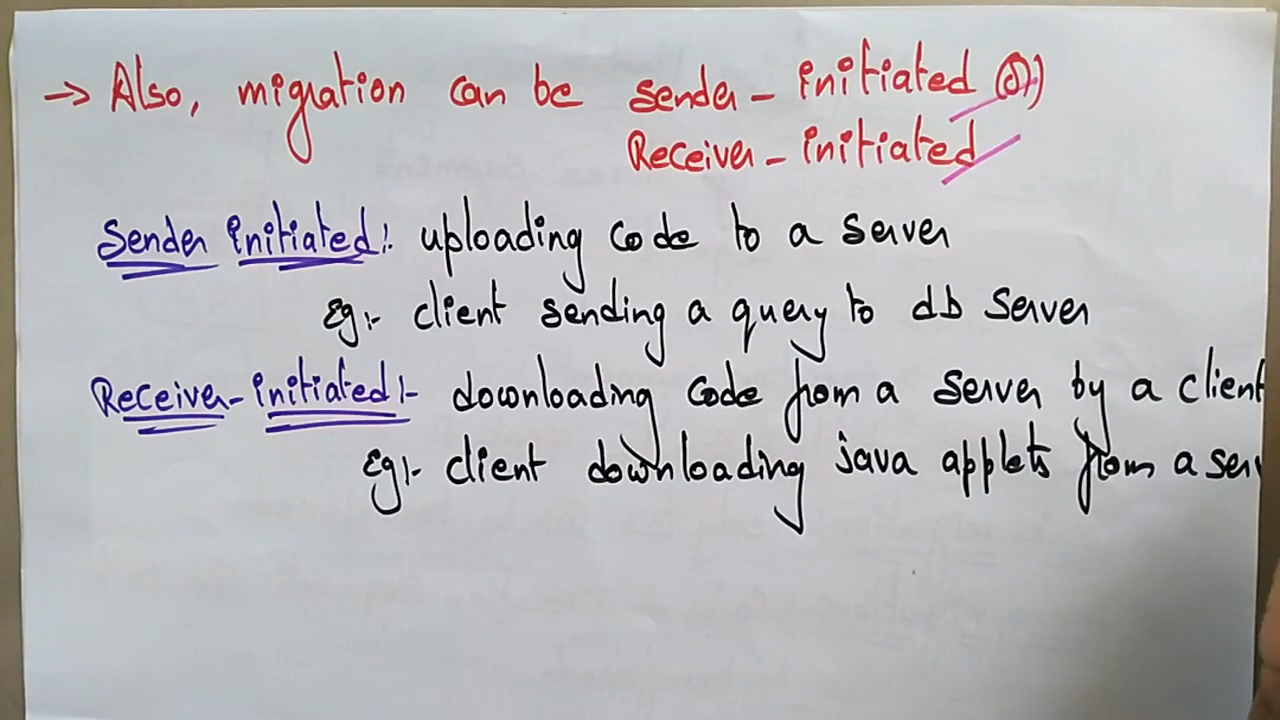 → Also, migration can be sender - initiated (or)
Receiver - initiated
Sender initiated :- uploading code to a server
Eg :- client sending a query to db server
Receiver - initiated :- downloading code from a server by a client
Eg :- client downloading java applets from a